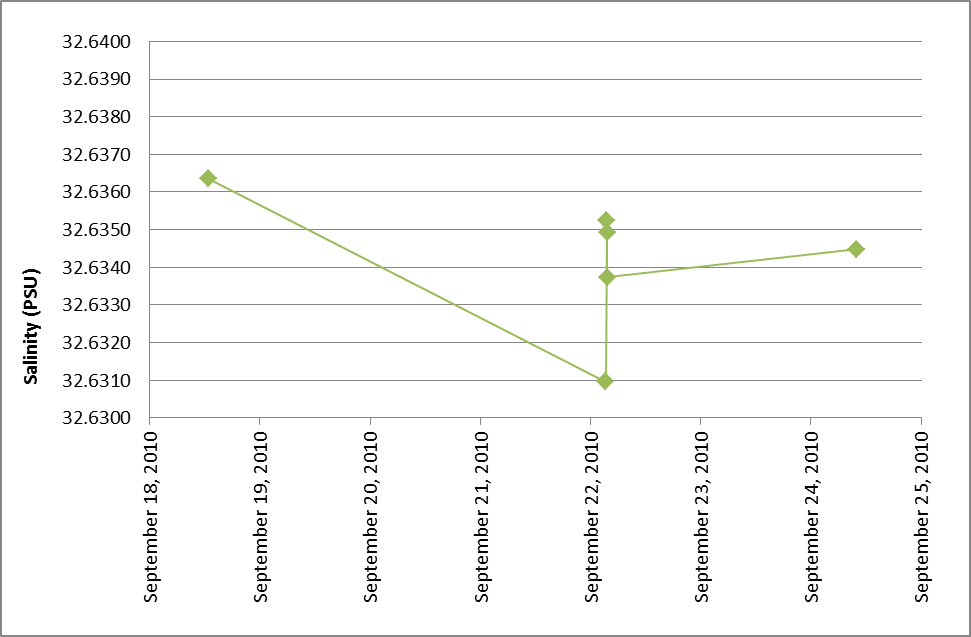 32.6400
32.6390
32.6380
32.6370
32.6360
32.6350
32.6340
32.6330
32.6320
32.6310
32.6300
Salinity (PSU)
September 18, 2010
September 19, 2010
September 20, 2010
September 21, 2010
September 22, 2010
September 23, 2010
September 24, 2010
September 25, 2010